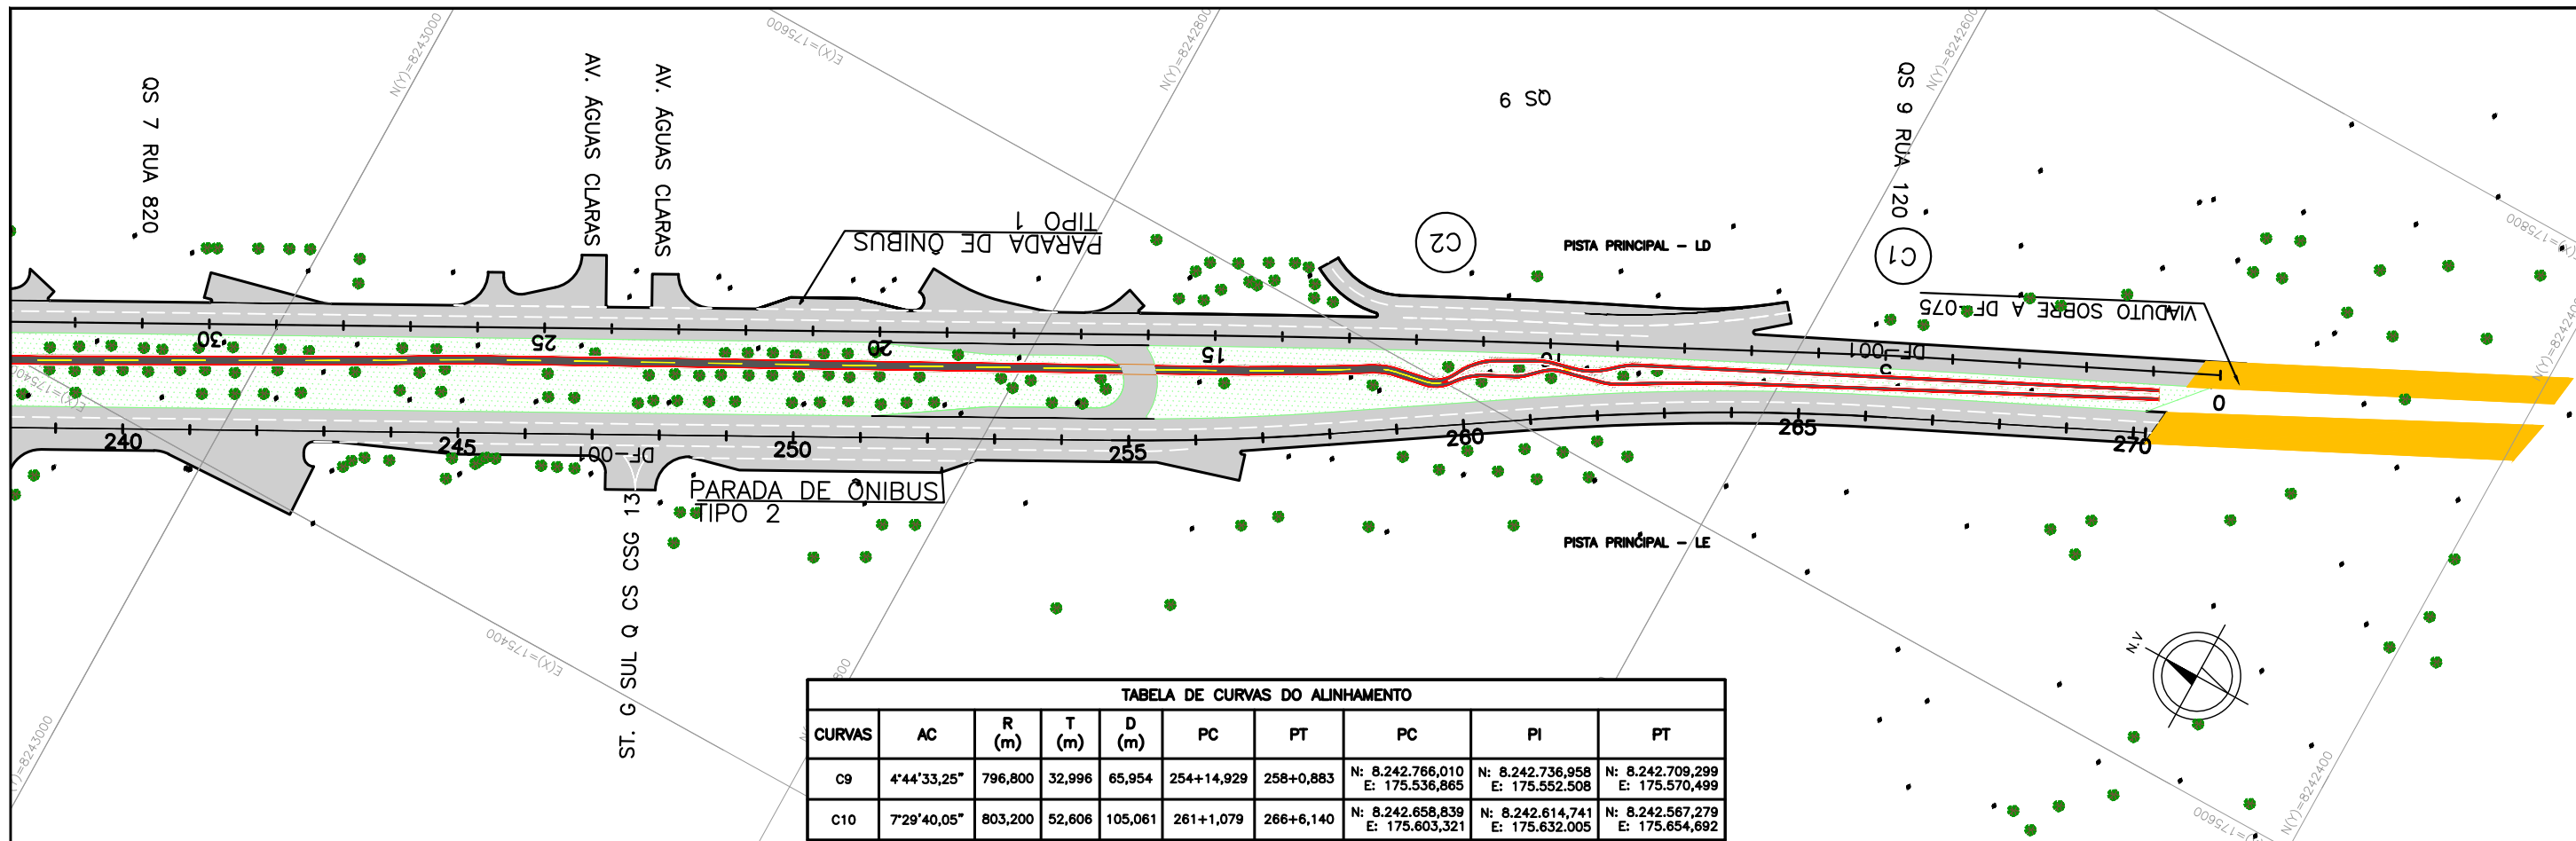 N(Y)=8243000
E(X)=175600
N(Y)=8242800
N(Y)=8242600
E(X)=175800
N(Y)=8242400
QS 7 RUA 820
AV. ÁGUAS CLARAS
AV. ÁGUAS CLARAS
QS 9
QS 9 RUA 120
PARADA DE ÔNIBUS
TIPO 1
C2
PISTA PRINCIPAL - LD
C1
VIADUTO SOBRE A DF-075
30
25
20
15
10
5
0
DF-001
E(X)=175400
240
245
250
255
260
265
270
DF-001
PARADA DE ÔNIBUS
TIPO 2
ST. G SUL Q CS CSG 13
PISTA PRINCIPAL - LE
E(X)=175400
N(Y)=8243000
N.V
N(Y)=8242400
E(X)=175600
TABELA DE CURVAS DO ALINHAMENTO
CURVAS AC R (m) T (m) D (m) PC PT PC PI PT
C9 4°44'33,25" 796,800 32,996 65,954 254+14,929 258+0,883 N: 8.242.766,010 E: 175.536,865 N: 8.242.736,958 E: 175.552.508 N: 8.242.709,299 E: 175.570,499
C10 7°29'40,05" 803,200 52,606 105,061 261+1,079 266+6,140 N: 8.242.658,839 E: 175.603,321 N: 8.242.614,741 E: 175.632.005 N: 8.242.567,279 E: 175.654,692